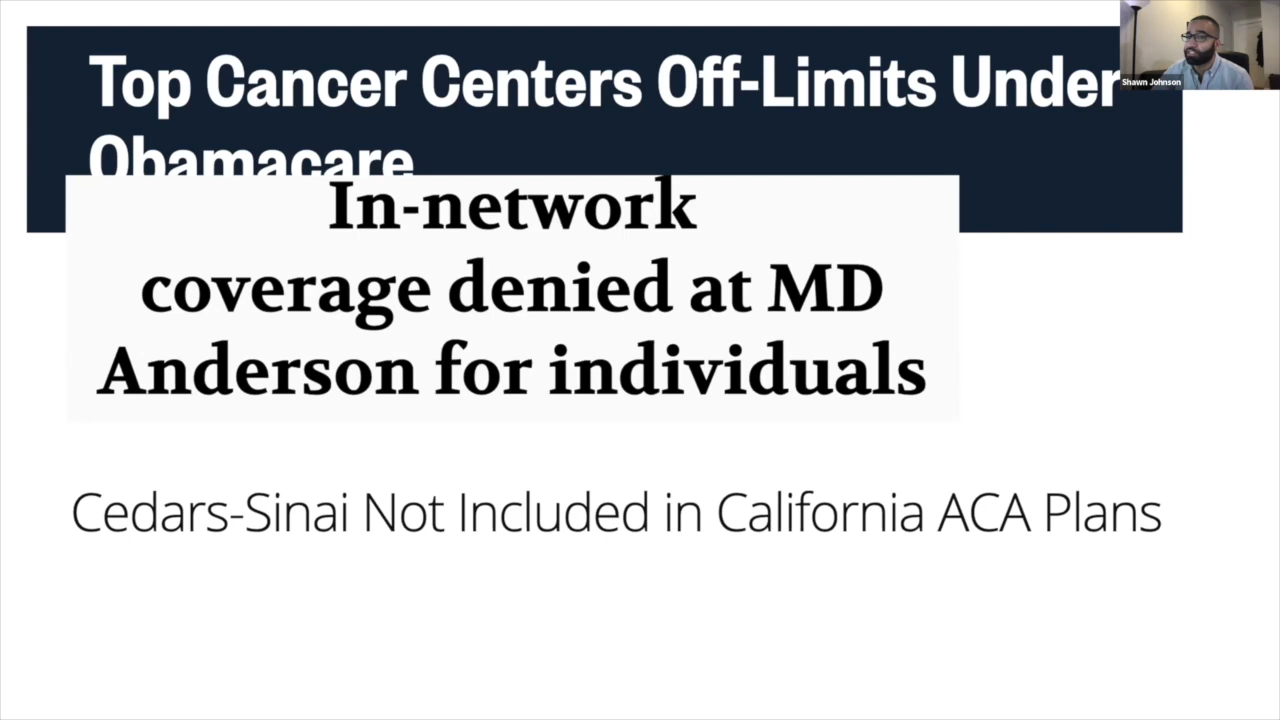 Top Cancer Centers Off-Limits Under
Obamacare
Shawn Johnson
In-network
coverage denied at MD
Anderson for individuals
Cedars-Sinai Not Included in California ACA Plans